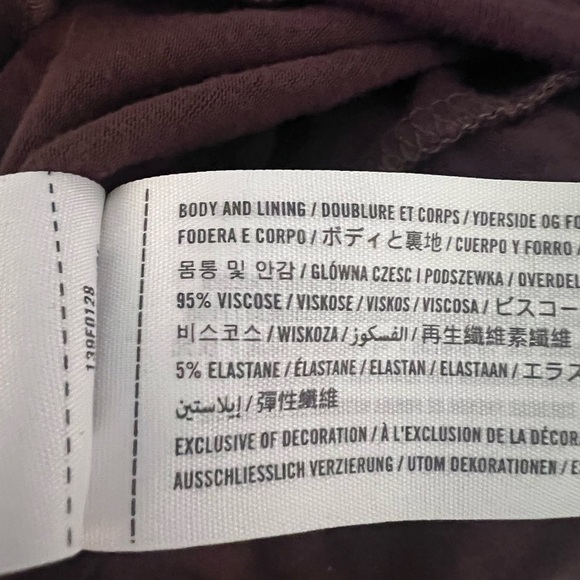 BODY AND LINING / DOUBLURE ET CORPS / YDERSIDE OG FO
FODERA E CORPO / ボディと裏地 / CUERPO Y FORRO /
몸통 및 안감 / GŁÓWNA CZESC I PODSZEWKA / OVERDEL
95% VISCOSE / VISKOSE / VISKOS / VISCOSA / ビスコー
비스코스 / WISKOZA / الفسكوز / 再生纖維素纖維
5% ELASTANE / ÉLASTANE / ELASTAN / ELASTAAN / エラス
إيلاستين / 彈性纖維
EXCLUSIVE OF DECORATION / À L'EXCLUSION DE LA DÉCOR
AUSSCHLIESSLICH VERZIERUNG / UTOM DEKORATIONEN / E
139F0128